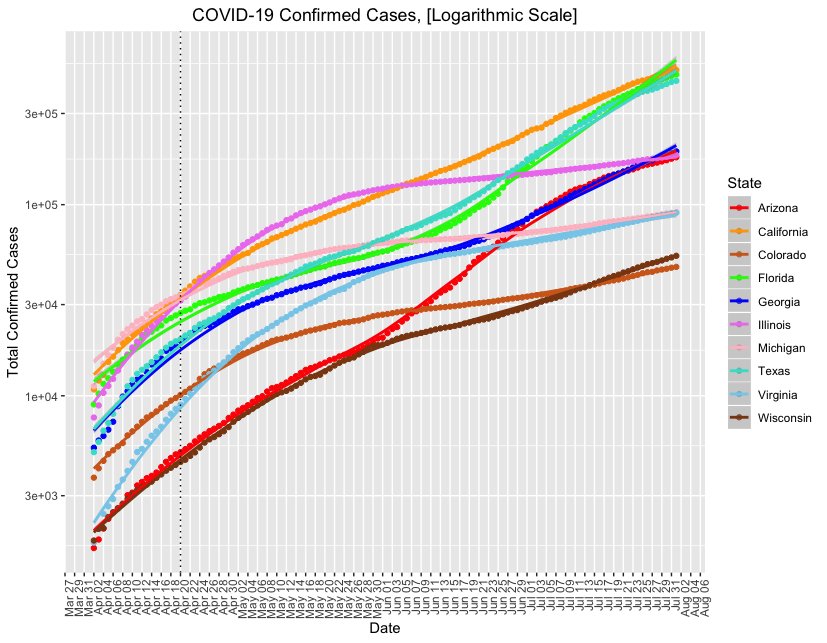 COVID-19 Confirmed Cases, [Logarithmic Scale]
Total Confirmed Cases
3e+05
1e+05
3e+04
1e+04
3e+03
Mar 27
Mar 29
Mar 31
Apr 02
Apr 04
Apr 06
Apr 08
Apr 10
Apr 12
Apr 14
Apr 16
Apr 18
Apr 20
Apr 22
Apr 24
Apr 26
Apr 28
Apr 30
May 02
May 04
May 06
May 08
May 10
May 12
May 14
May 16
May 18
May 20
May 22
May 24
May 26
May 28
May 30
Jun 01
Jun 03
Jun 05
Jun 07
Jun 09
Jun 11
Jun 13
Jun 15
Jun 17
Jun 19
Jun 21
Jun 23
Jun 25
Jun 27
Jun 29
Jul 01
Jul 03
Jul 05
Jul 07
Jul 09
Jul 11
Jul 13
Jul 15
Jul 17
Jul 19
Jul 21
Jul 23
Jul 25
Jul 27
Jul 29
Jul 31
Aug 02
Aug 04
Aug 06
Date
State
Arizona
California
Colorado
Florida
Georgia
Illinois
Michigan
Texas
Virginia
Wisconsin